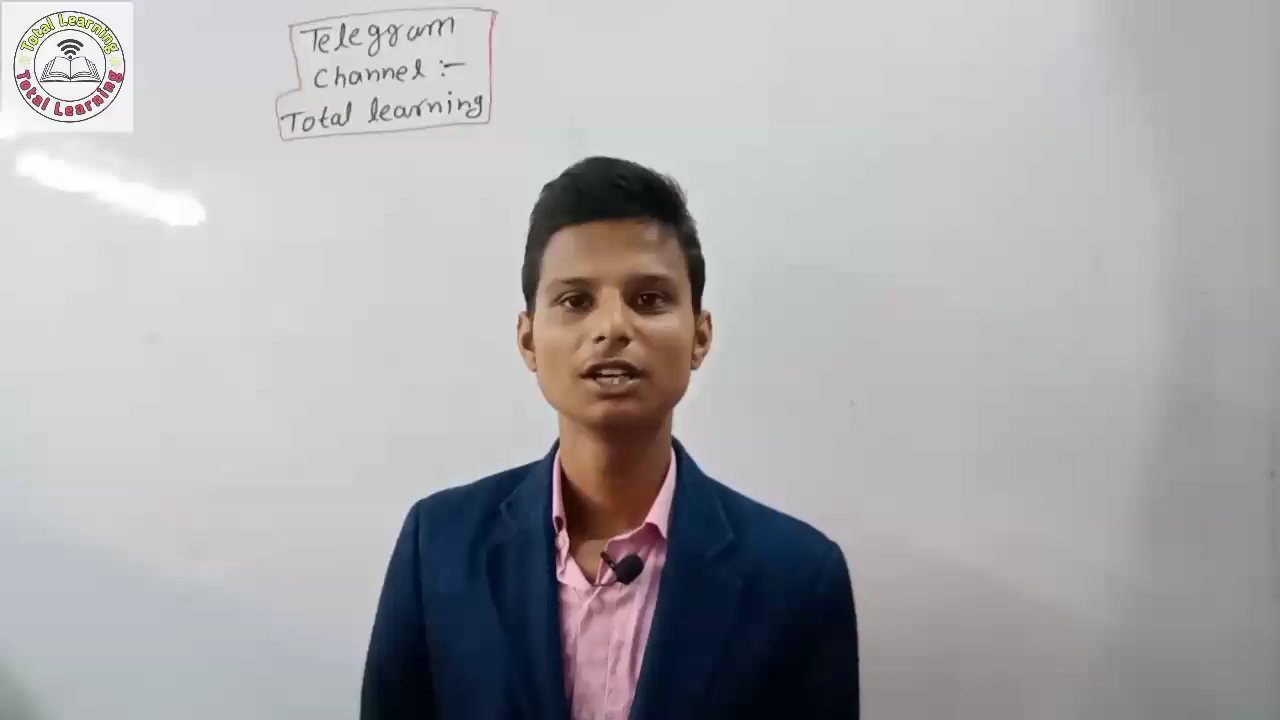 Total Learning
Total Learning
Telegram
Channel :-
Total learning